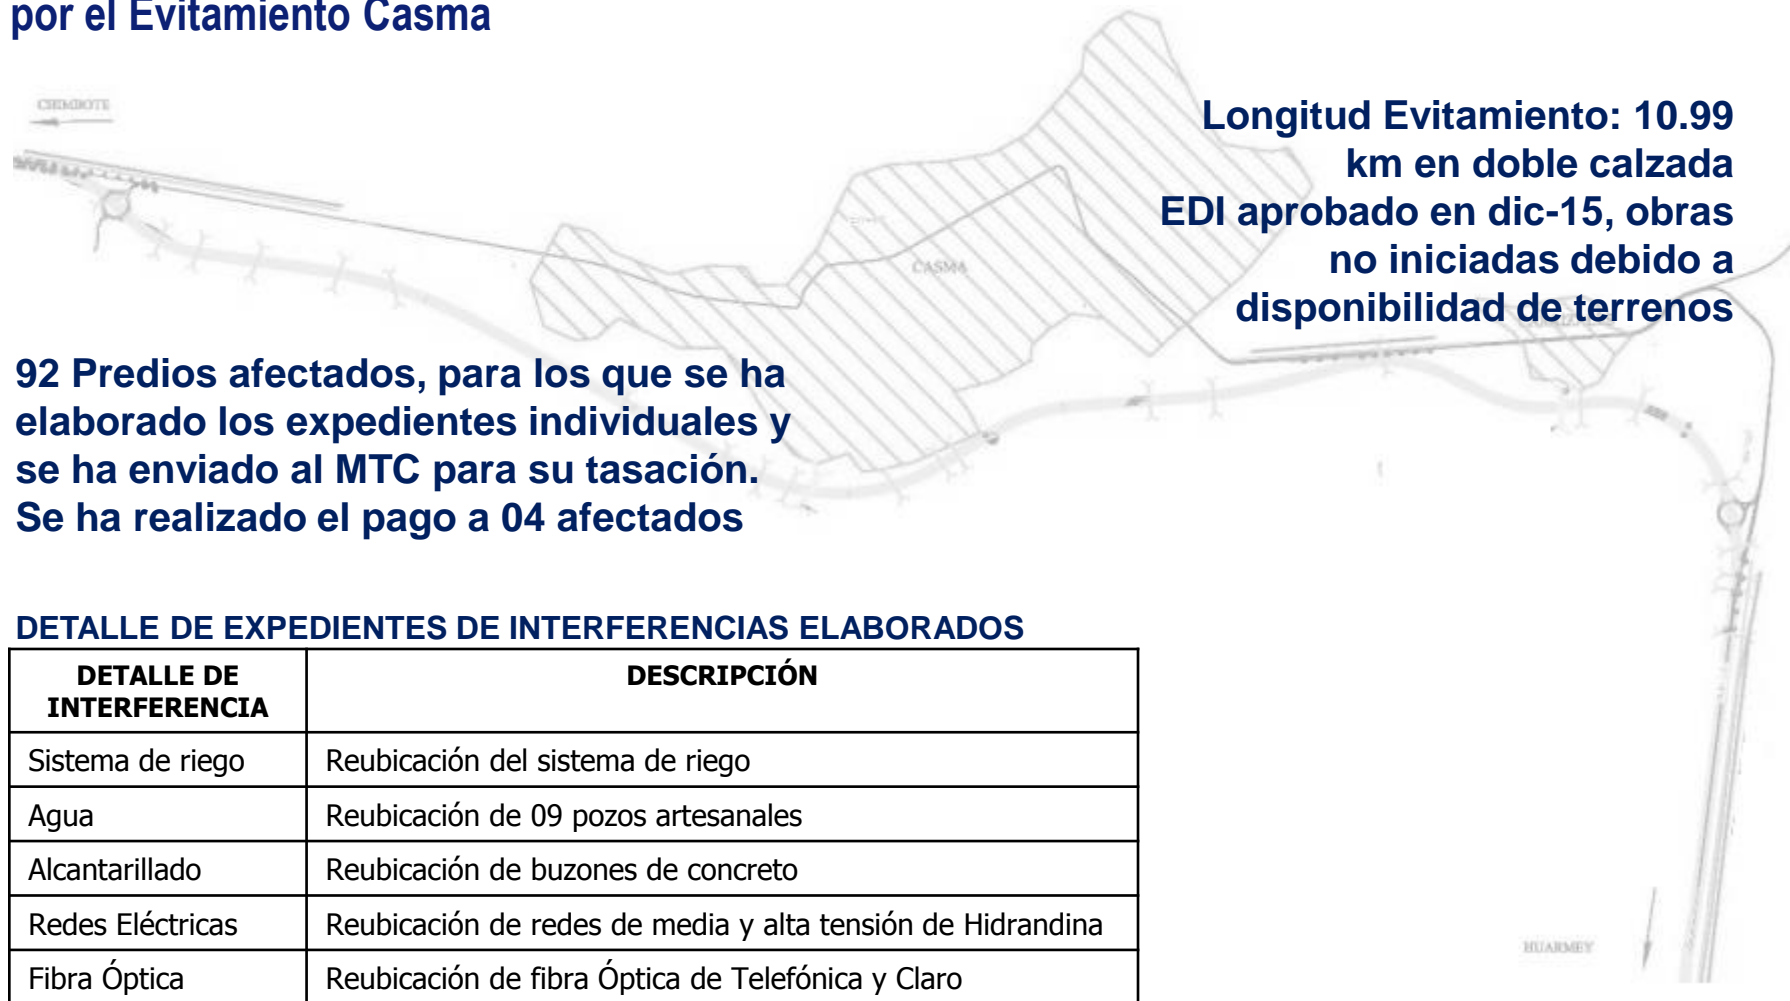 por el Evitamiento Casma
CHIMBOTE
Longitud Evitamiento: 10.99
km en doble calzada
EDI aprobado en dic-15, obras
no iniciadas debido a
disponibilidad de terrenos
CASMA
92 Predios afectados, para los que se ha
elaborado los expedientes individuales y
se ha enviado al MTC para su tasación.
Se ha realizado el pago a 04 afectados
DETALLE DE EXPEDIENTES DE INTERFERENCIAS ELABORADOS
DETALLE DE
INTERFERENCIA
DESCRIPCIÓN
Sistema de riego
Reubicación del sistema de riego
Agua
Reubicación de 09 pozos artesanales
Alcantarillado
Reubicación de buzones de concreto
Redes Eléctricas
Reubicación de redes de media y alta tensión de Hidrandina
Fibra Óptica
Reubicación de fibra Óptica de Telefónica y Claro
HUARMEY